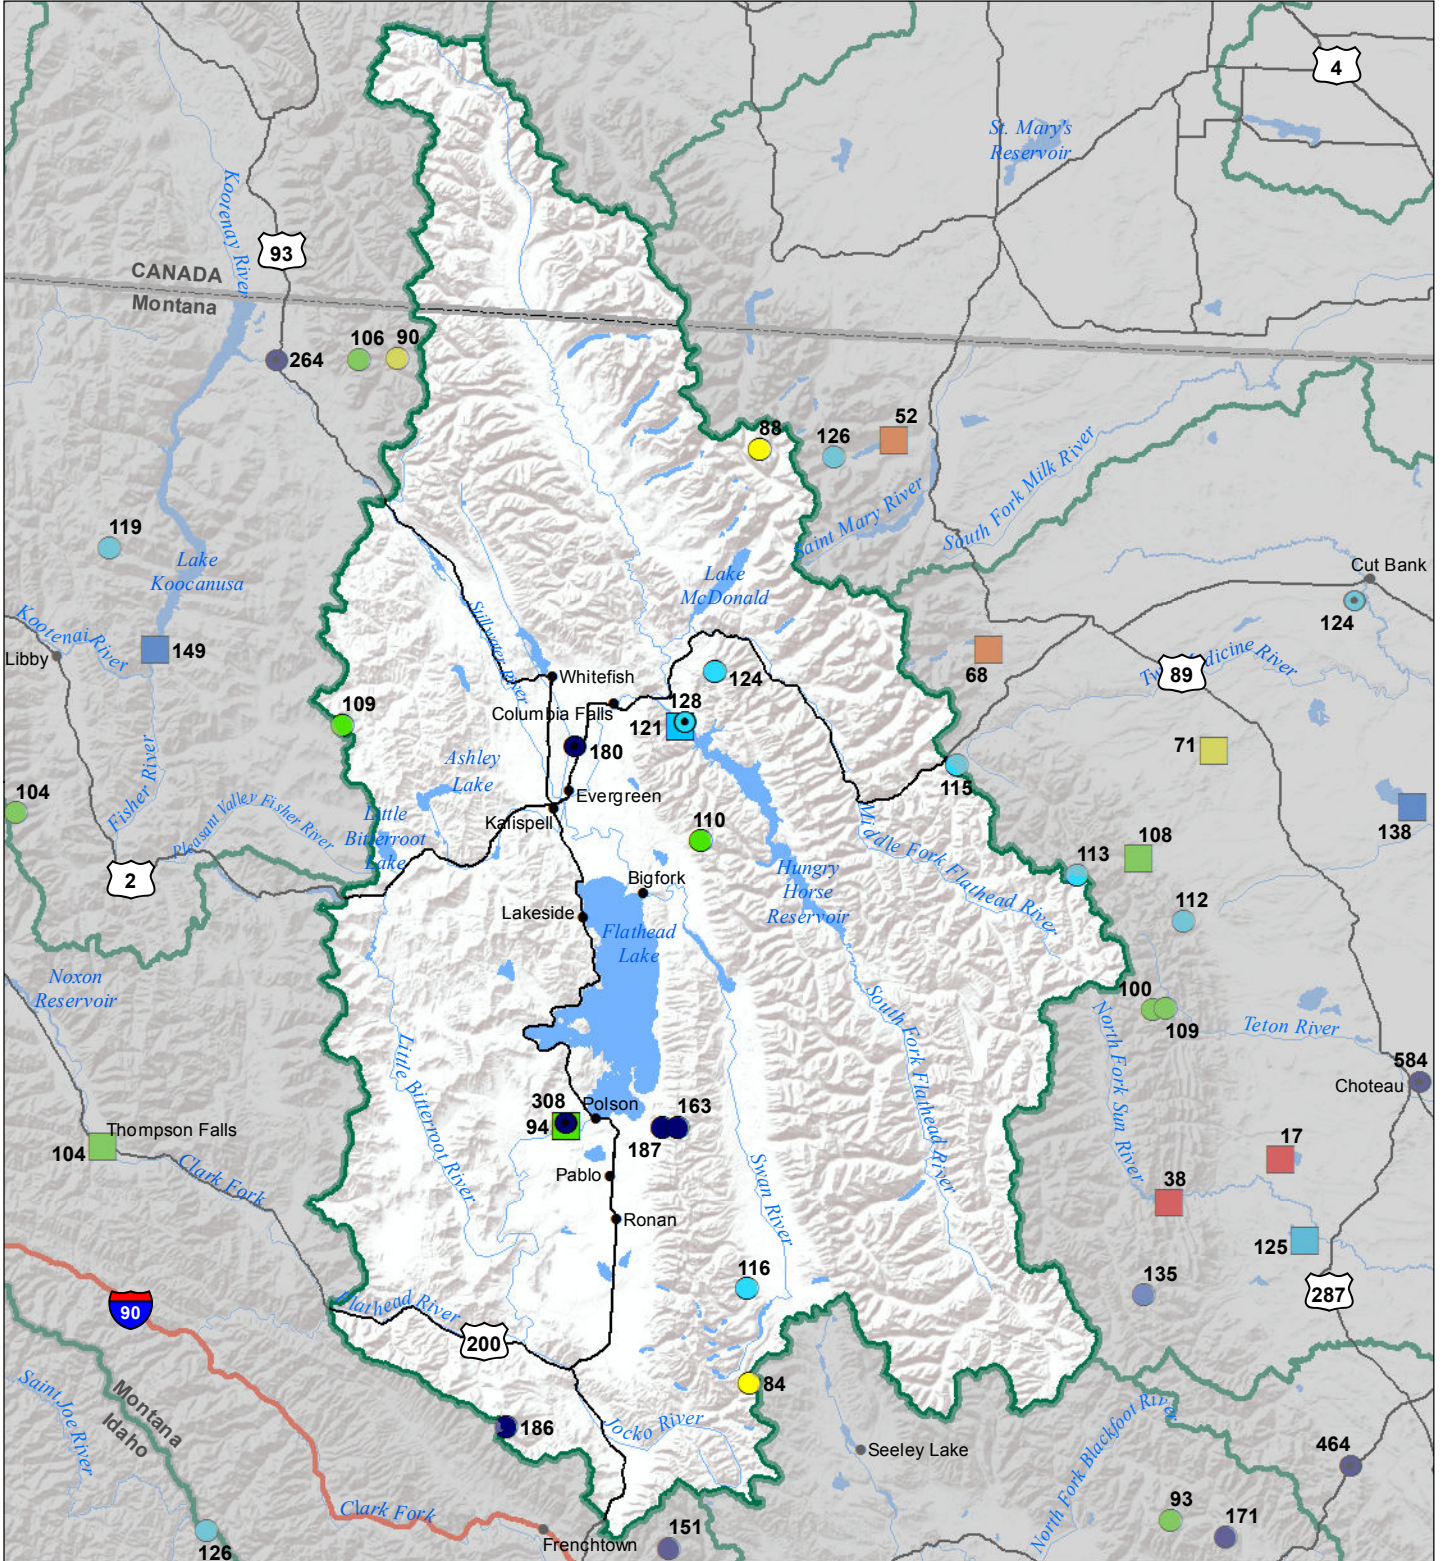 4
St. Mary's
Reservoir
Kootenay River
93
CANADA
Montana
106
90
264
88
126
52
Saint Mary River
South Fork Milk River
119
Lake
Koocanusa
Lake
McDonald
Cut Bank
124
Kootenai River
Libby
149
Stillwater River
Whitefish
124
68
Two Medicine River
89
109
Columbia Falls
128
121
71
180
Ashley
Lake
115
104
Fisher River
Pleasant Valley Fisher River
Evergreen
Kalispell
Little
Bitterroot
Lake
110
Middle Fork Flathead River
138
108
113
2
Hungry
Horse
Reservoir
Bigfork
112
Lakeside
Flathead
Lake
Noxon
Reservoir
South Fork Flathead River
100
109
North Fork Sun River
Teton River
Little Bitterroot River
584
Choteau
308
94
Polson
163
187
Thompson Falls
104
Clark Fork
Pablo
Swan River
17
38
Ronan
125
116
135
287
90
Flathead River
200
84
Saint Joe River
Montana
Idaho
186
Jocko River
Seeley Lake
North Fork Blackfoot River
464
Clark Fork
93
171
126
Frenchtown
151